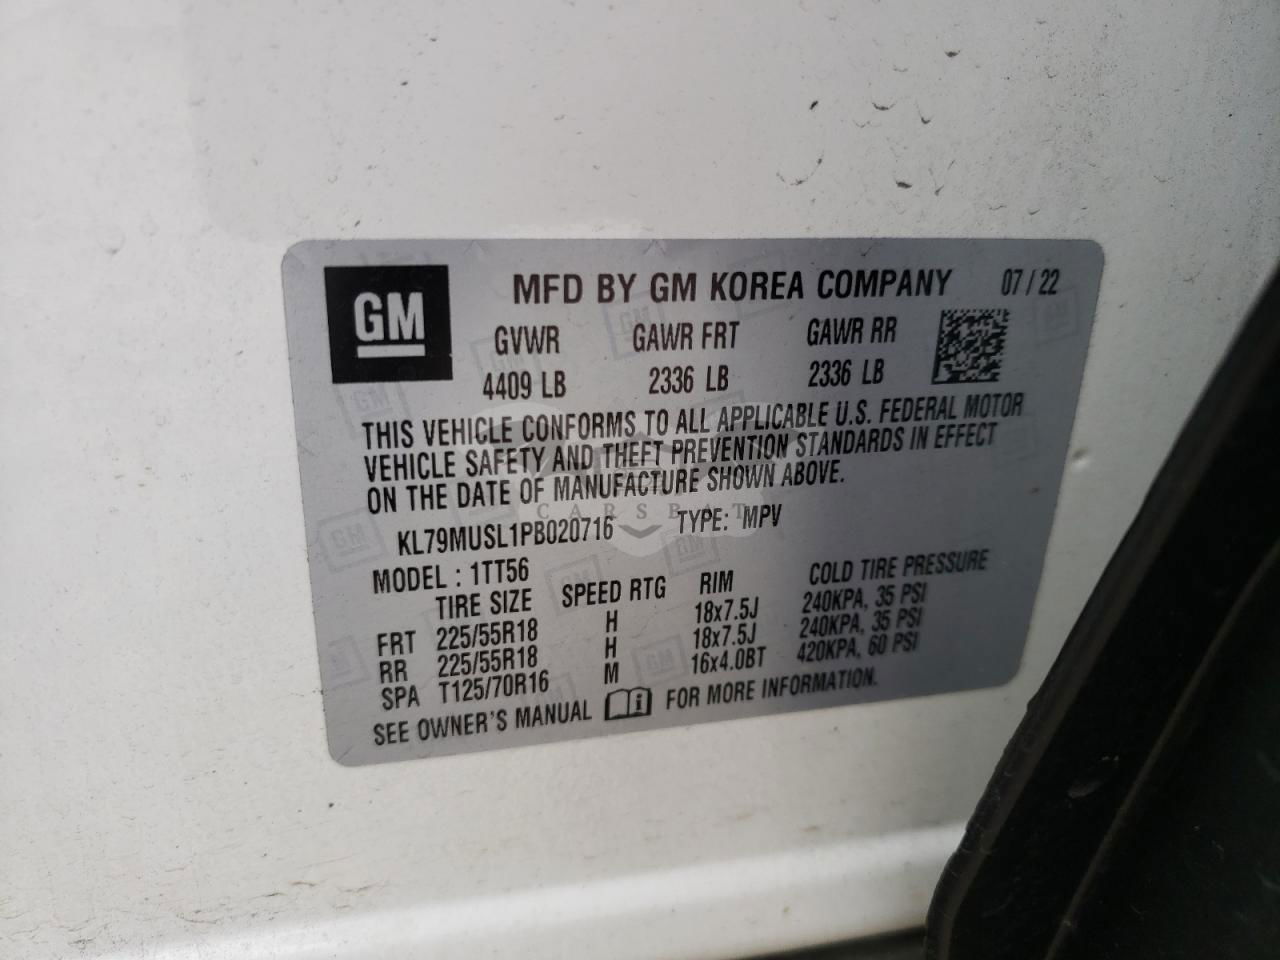 GM
MFD BY GM KOREA COMPANY 07 / 22
GVWR GAWR FRT GAWR RR
4409 LB 2336 LB 2336 LB
THIS VEHICLE CONFORMS TO ALL APPLICABLE U.S. FEDERAL MOTOR
VEHICLE SAFETY AND THEFT PREVENTION STANDARDS IN EFFECT
ON THE DATE OF MANUFACTURE SHOWN ABOVE.
CARSBAT
KL79MUSL1PB020716 TYPE: MPV
MODEL : 1TT56
TIRE SIZE SPEED RTG RIM COLD TIRE PRESSURE
FRT 225/55R18 H 18x7.5J 240KPA, 35 PSI
RR 225/55R18 H 18x7.5J 240KPA, 35 PSI
SPA T125/70R16 M 16x4.0BT 420KPA, 60 PSI
SEE OWNER'S MANUAL FOR MORE INFORMATION.